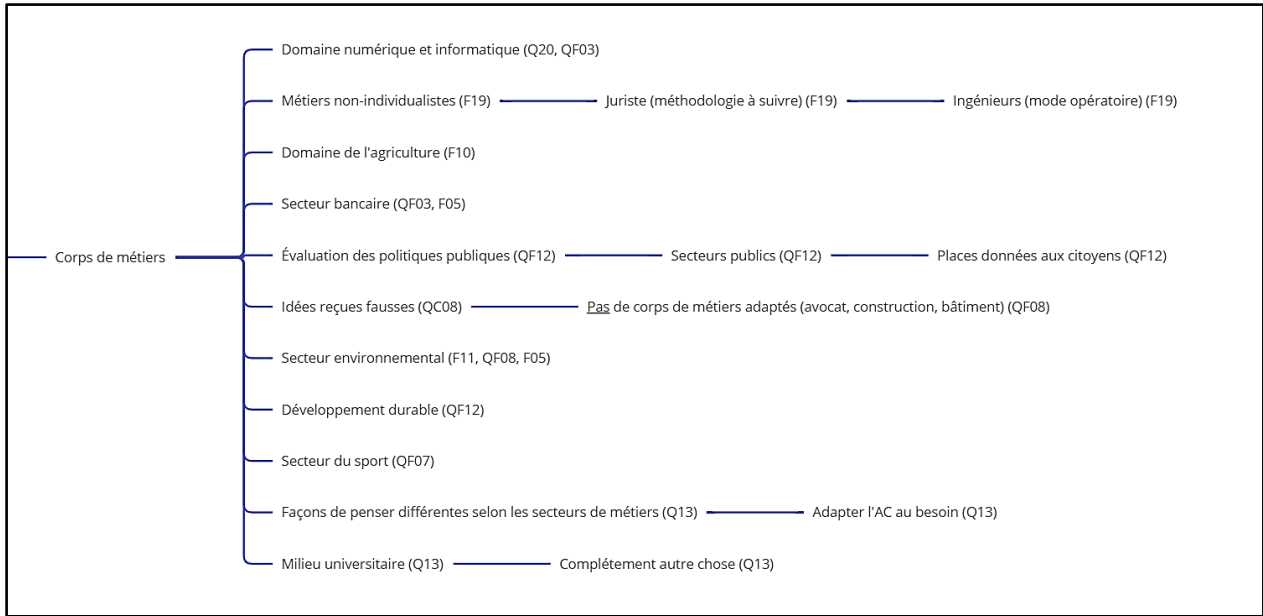 Domaine numérique et informatique (Q20, QF03)
Métiers non-individualistes (F19) Juriste (méthodologie à suivre) (F19) Ingénieurs (mode opératoire) (F19)
Domaine de l'agriculture (F10)
Secteur bancaire (QF03, F05)
Corps de métiers Évaluation des politiques publiques (QF12) Secteurs publics (QF12) Places données aux citoyens (QF12)
Idées reçues fausses (QC08) Pas de corps de métiers adaptés (avocat, construction, bâtiment) (QF08)
Secteur environnemental (F11, QF08, F05)
Développement durable (QF12)
Secteur du sport (QF07)
Façons de penser différentes selon les secteurs de métiers (Q13) Adapter l'AC au besoin (Q13)
Milieu universitaire (Q13) Complétement autre chose (Q13)